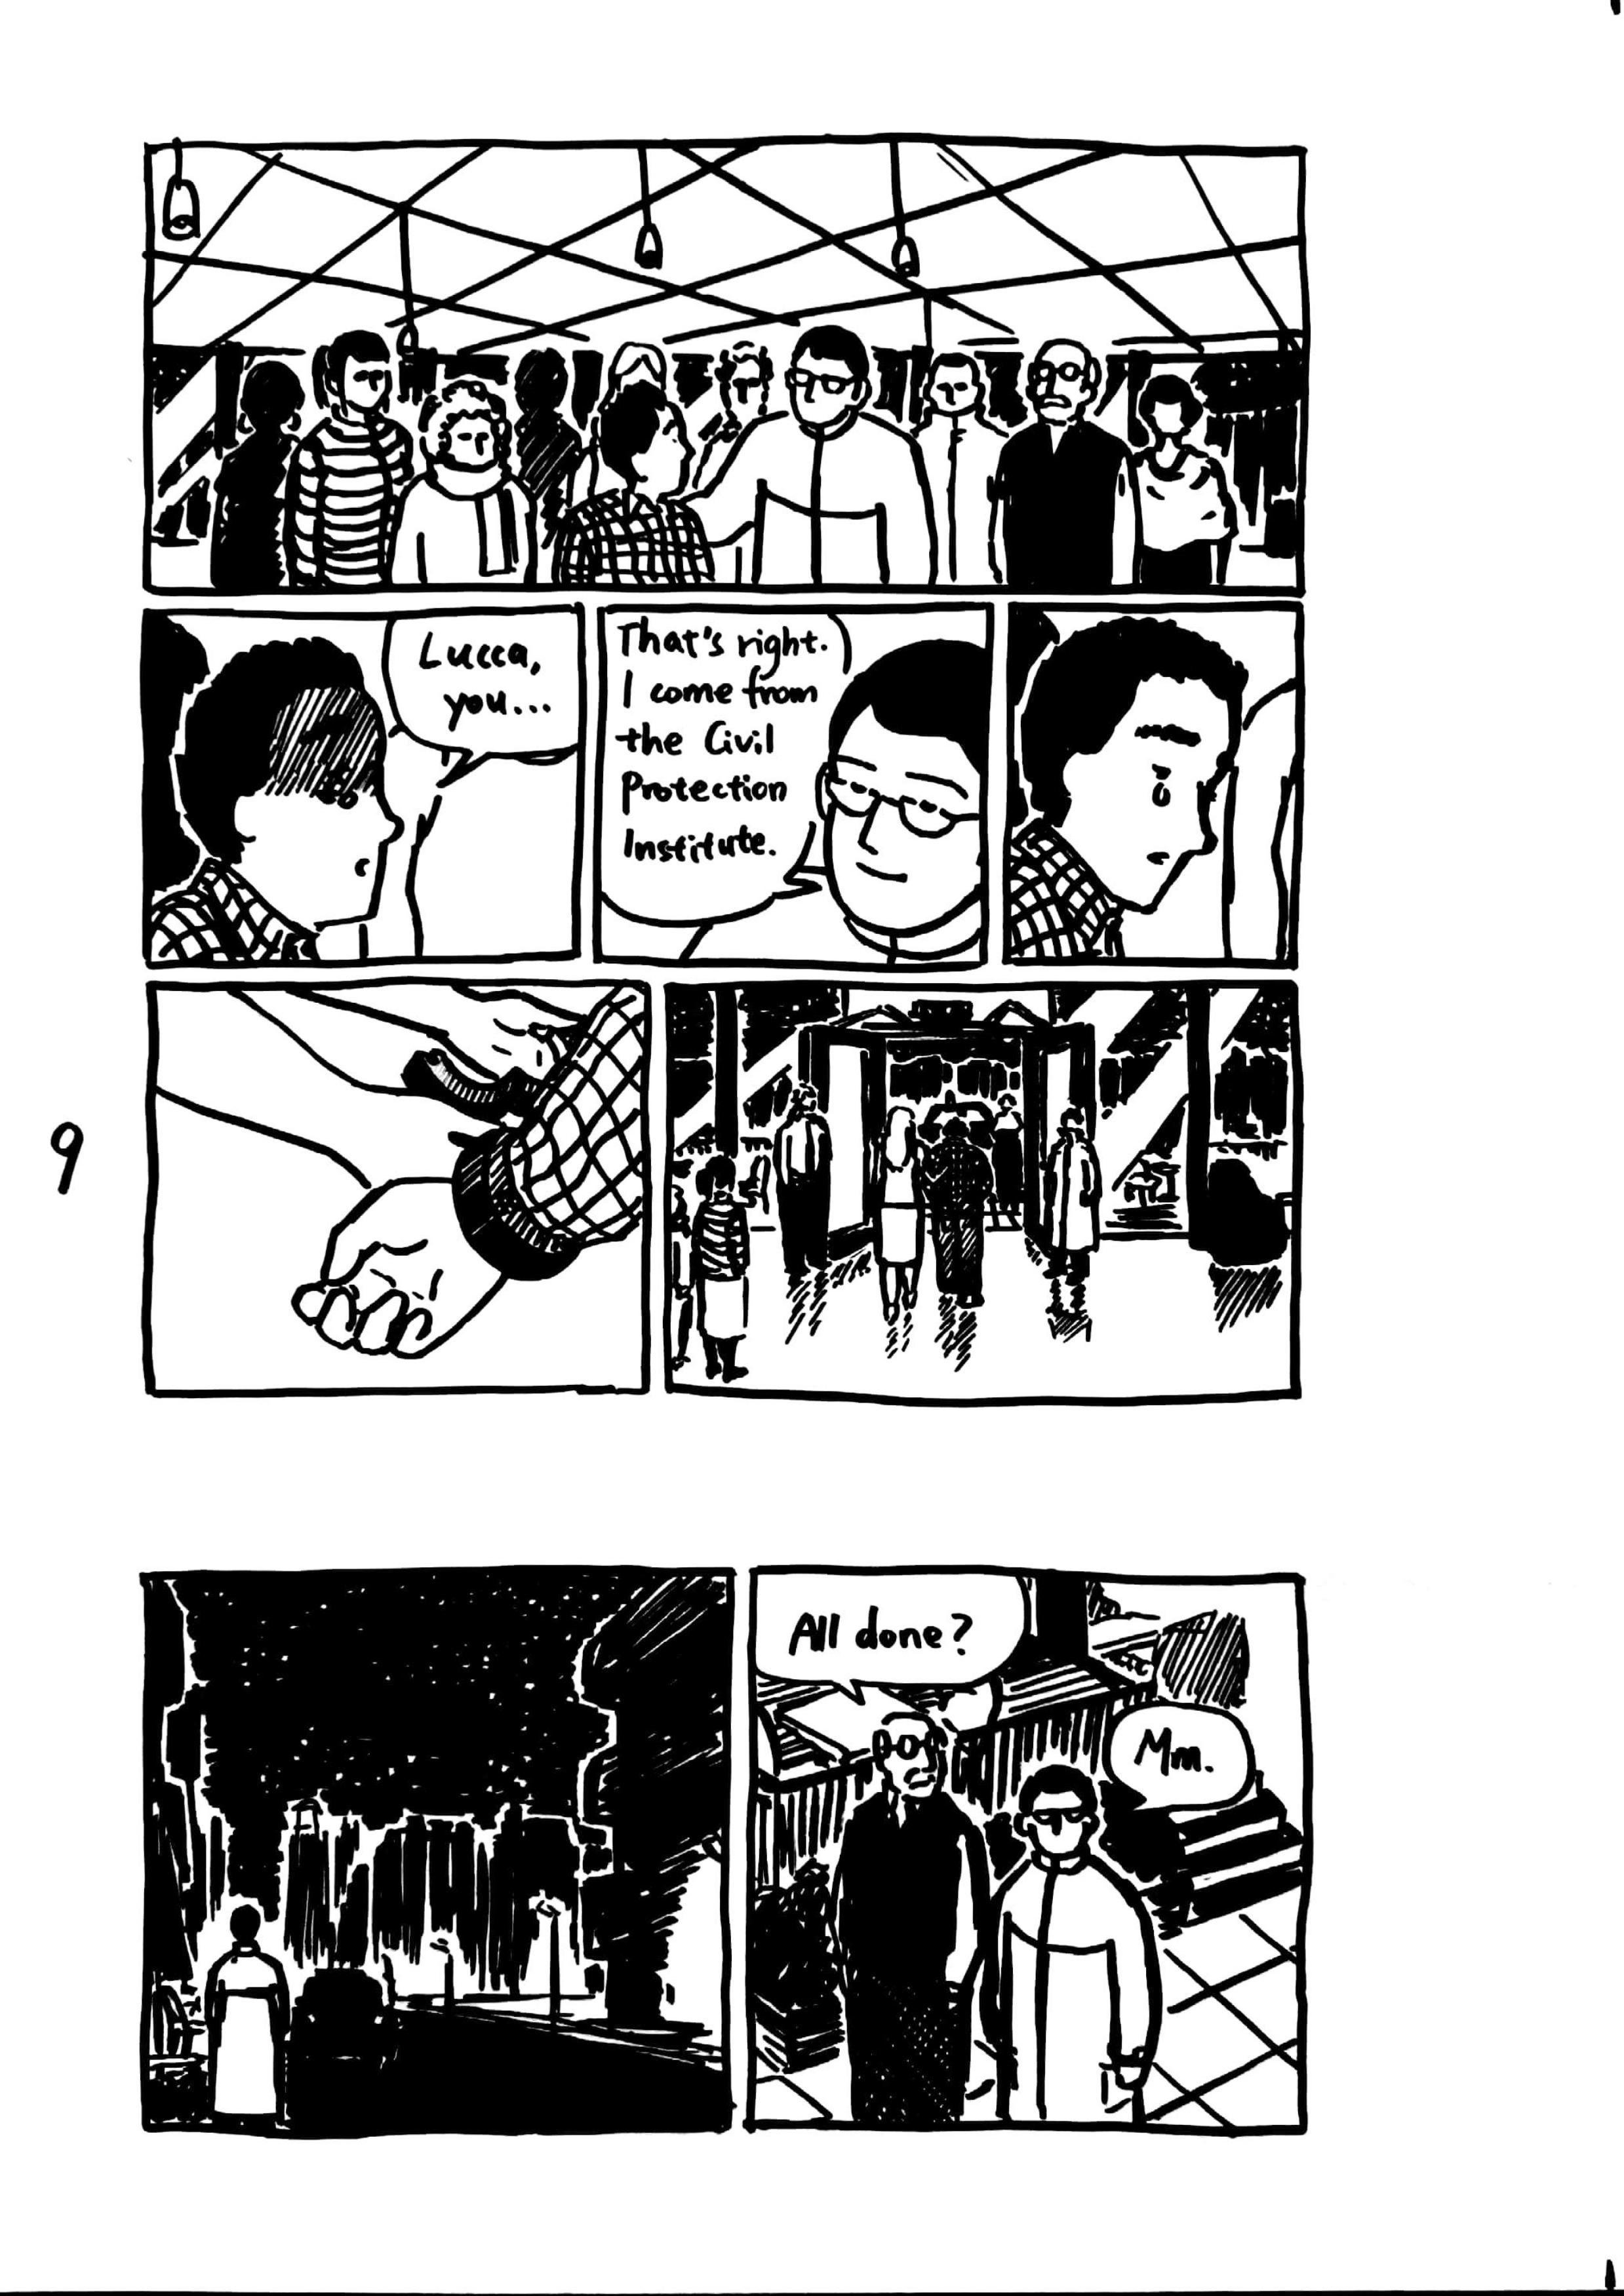 Lucca,
you...
That's right.
I come from
the Civil
Protection
Institute.
9
All done?
Mm.